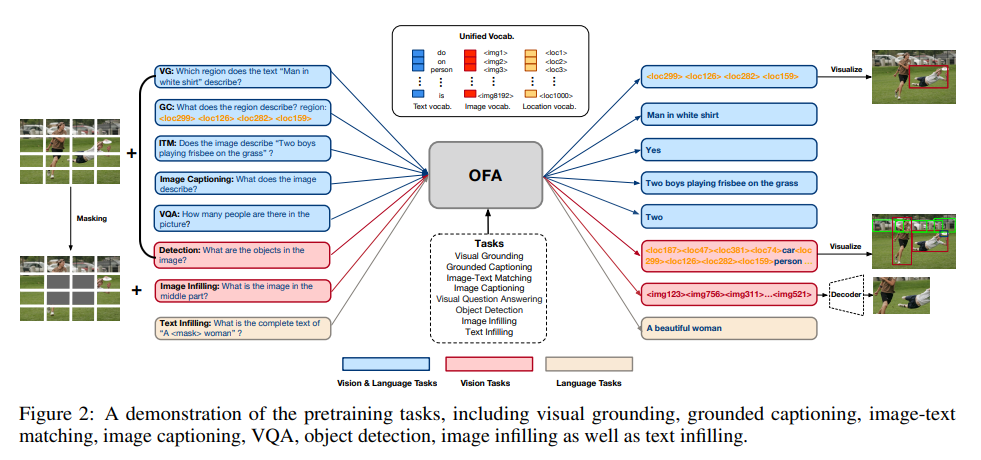 Unified Vocab.
do <img1> <loc1>
on <img2> <loc2>
person <img3> <loc3>
is <img8192> <loc1000>
Text vocab. Image vocab. Location vocab.
VG: Which region does the text “Man in
white shirt” describe?
GC: What does the region describe? region:
<loc299> <loc126> <loc282> <loc159>
ITM: Does the image describe “Two boys
playing frisbee on the grass” ?
Image Captioning: What does the image
describe?
VQA: How many people are there in the
picture?
Detection: What are the objects in the
image?
Image Infilling: What is the image in the
middle part?
Text Infilling: What is the complete text of
“A <mask> woman” ?
+
Masking
+
OFA
Tasks
Visual Grounding
Grounded Captioning
Image-Text Matching
Image Captioning
Visual Question Answering
Object Detection
Image Infilling
Text Infilling
<loc299> <loc126> <loc282> <loc159>
Visualize
Man in white shirt
Yes
Two boys playing frisbee on the grass
Two
<loc187><loc47><loc381><loc74>car<loc
299><loc126><loc282><loc159>person ...
Visualize
<img123><img756><img311>...<img521>
Decoder
A beautiful woman
Vision & Language Tasks
Vision Tasks
Language Tasks
Figure 2: A demonstration of the pretraining tasks, including visual grounding, grounded captioning, image-text
matching, image captioning, VQA, object detection, image infilling as well as text infilling.